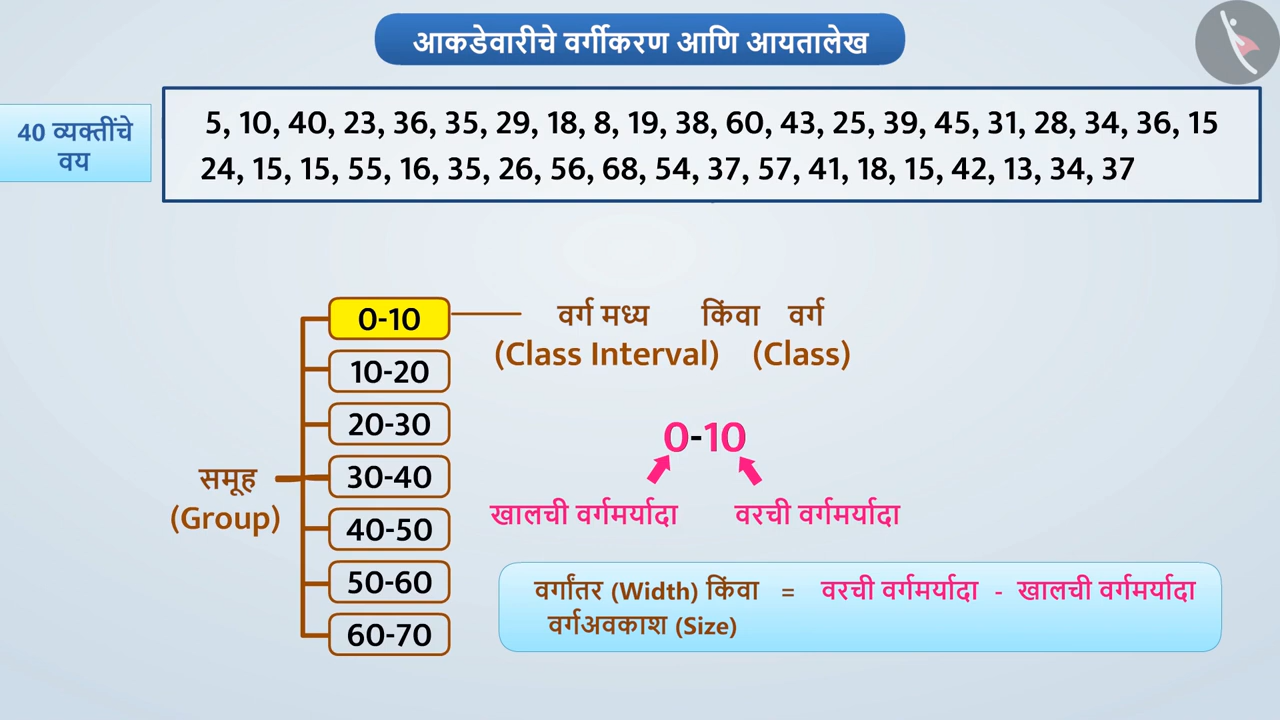 आकडेवारीचे वर्गीकरण आणि आयतालेख
40 व्यक्तींचे
वय
5, 10, 40, 23, 36, 35, 29, 18, 8, 19, 38, 60, 43, 25, 39, 45, 31, 28, 34, 36, 15
24, 15, 15, 55, 16, 35, 26, 56, 68, 54, 37, 57, 41, 18, 15, 42, 13, 34, 37
0-10
वर्ग मध्य किंवा वर्ग
(Class Interval) (Class)
10-20
20-30
30-40
40-50
50-60
60-70
समूह
(Group)
0-10
खालची वर्गमर्यादा वरची वर्गमर्यादा
वर्गांतर (Width) किंवा = वरची वर्गमर्यादा - खालची वर्गमर्यादा
वर्गअवकाश (Size)